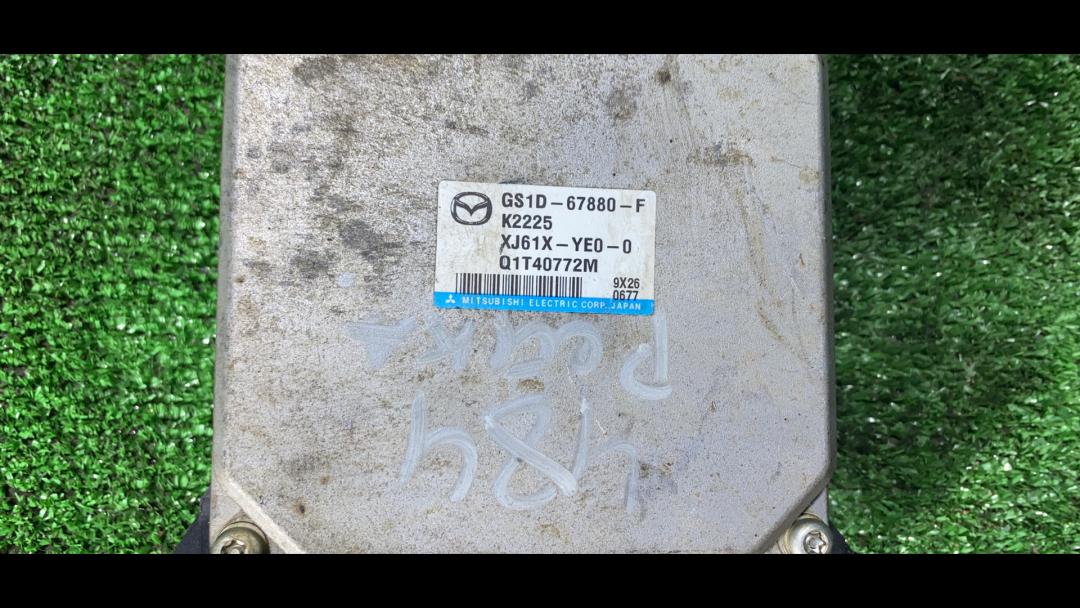 GS1D-67880-F
K2225
XJ61X-YE0-0
Q1T40772M
9X26
0677
MITSUBISHI ELECTRIC CORP. JAPAN